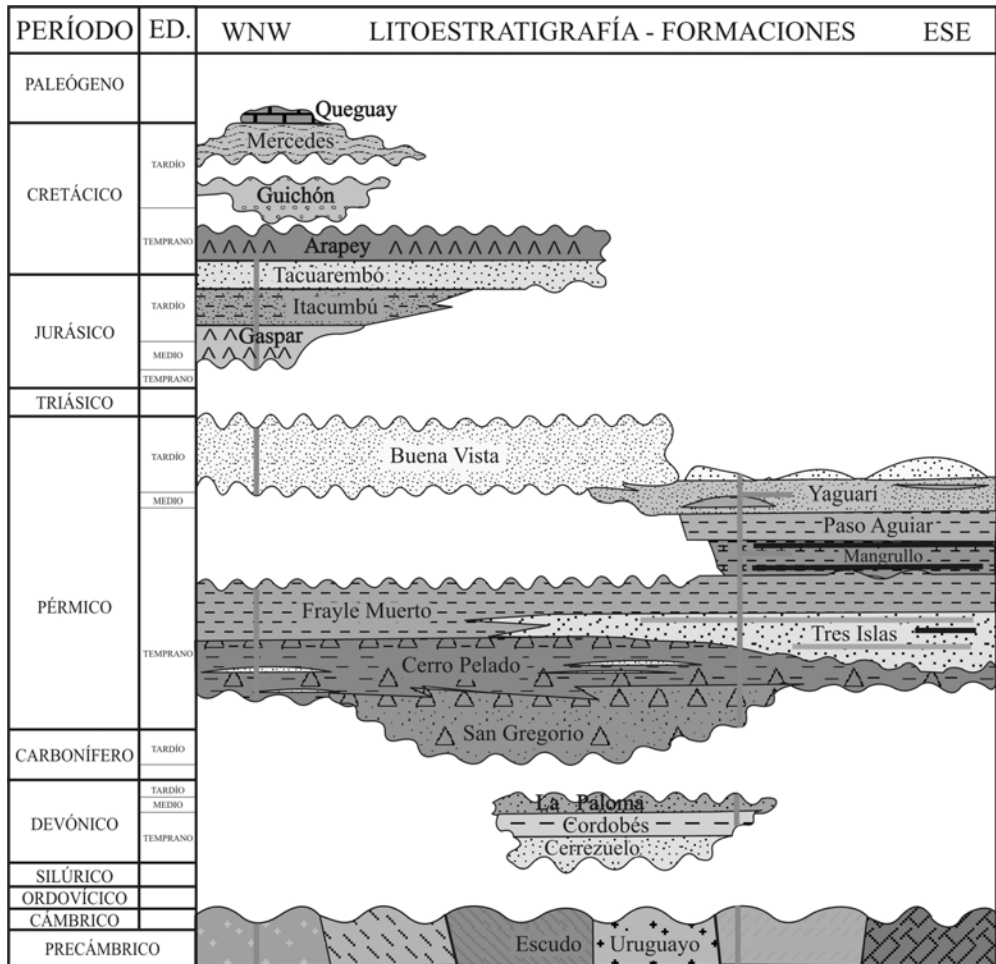 PERÍODO ED. WNW LITOESTRATIGRAFÍA - FORMACIONES ESE
PALEÓGENO
Queguay
Mercedes
TARDÍO
CRETÁCICO
Guichón
TEMPRANO
Arapey
Tacuarembó
TARDÍO
Itacumbú
JURÁSICO
Gaspar
MEDIO
TEMPRANO
TRIÁSICO
TARDÍO
Buena Vista
MEDIO
Yaguarí
Paso Aguiar
Mangrullo
PÉRMICO
Frayle Muerto
Tres Islas
TEMPRANO
Cerro Pelado
San Gregorio
CARBONÍFERO
TARDÍO
TARDÍO
MEDIO
La Paloma
DEVÓNICO
Cordobés
TEMPRANO
Cerrezuelo
SILÚRICO
ORDOVÍCICO
CÁMBRICO
PRECÁMBRICO
Escudo Uruguayo